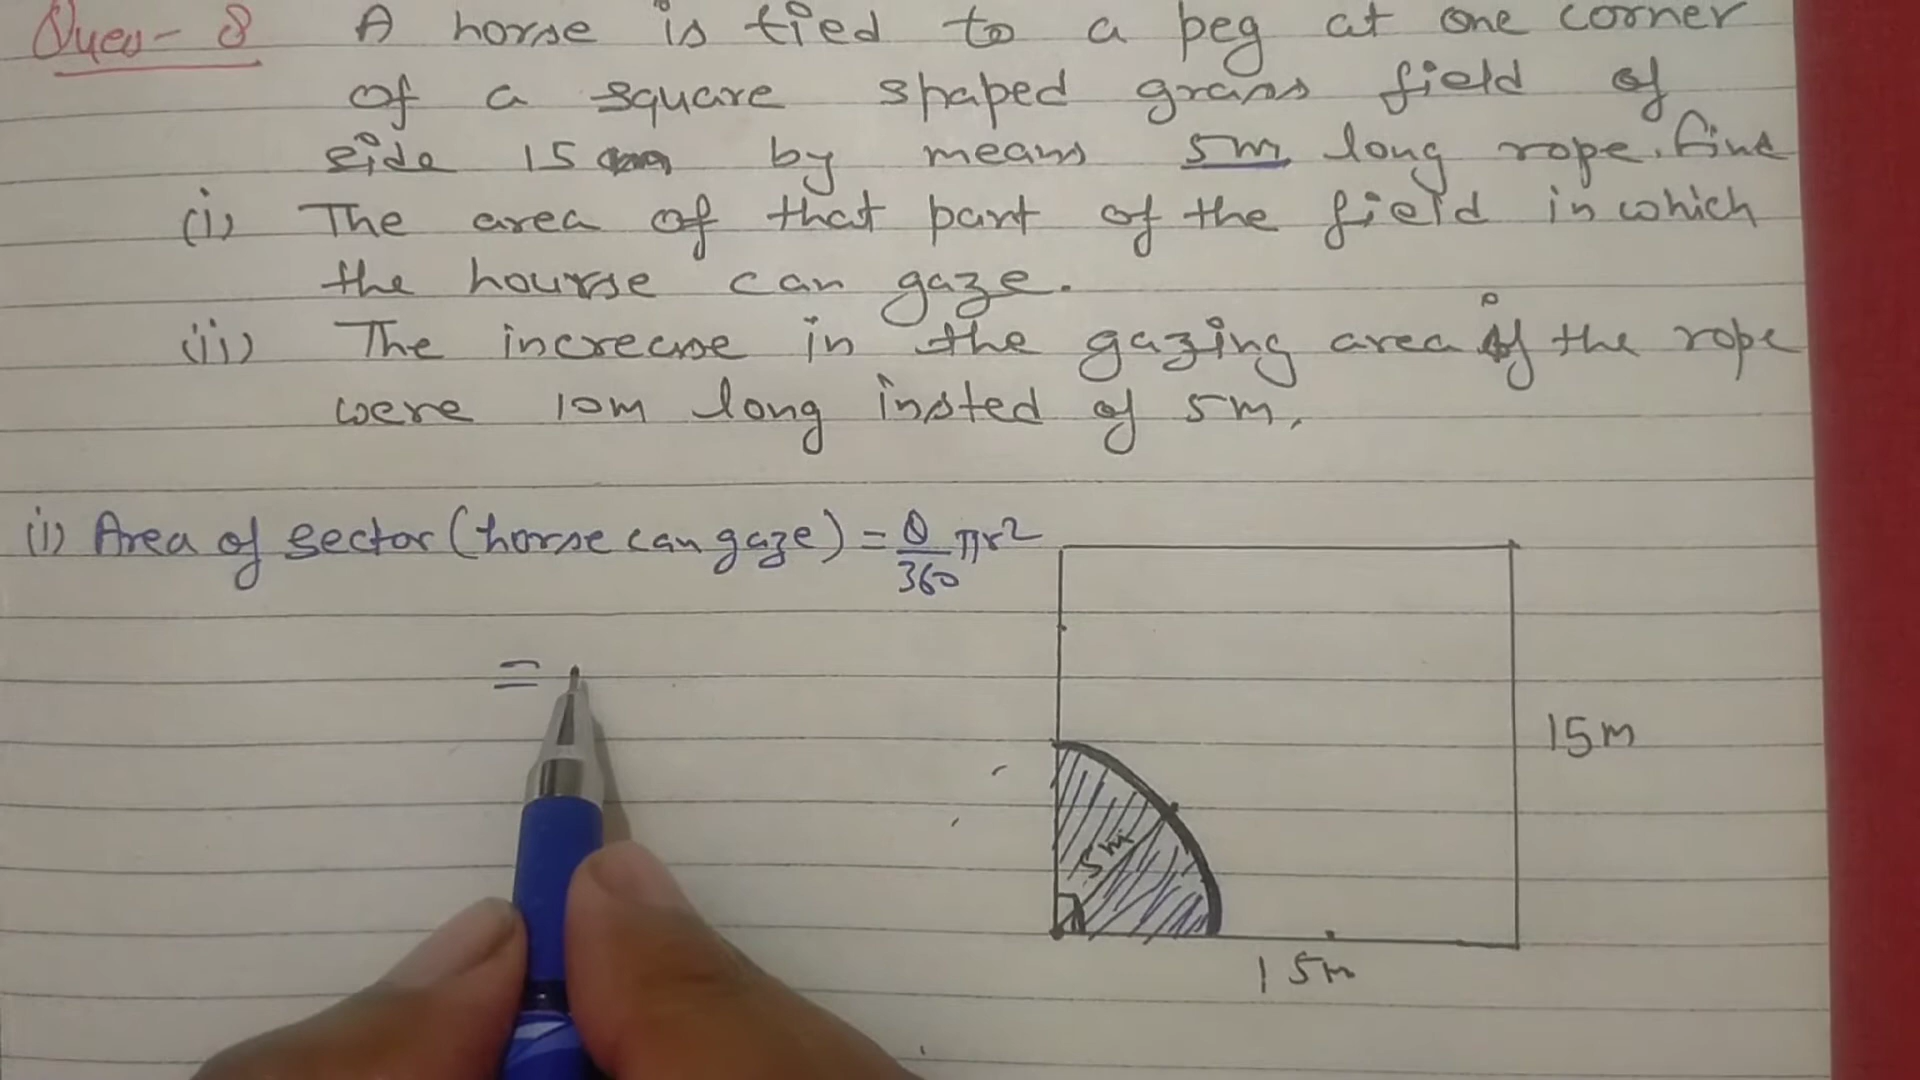 Ques- 8 A horse is tied to a peg at one corner
of a square shaped grass field of
side 15 by means 5m long rope. find
(i) The area of that part of the field in which
the hourse can gaze.
(ii) The increase in the gazing area if the rope
were 10m long insted of 5m.
(i) Area of sector (horse can gaze) = θ/360 πr²
=
15m
5m
15m